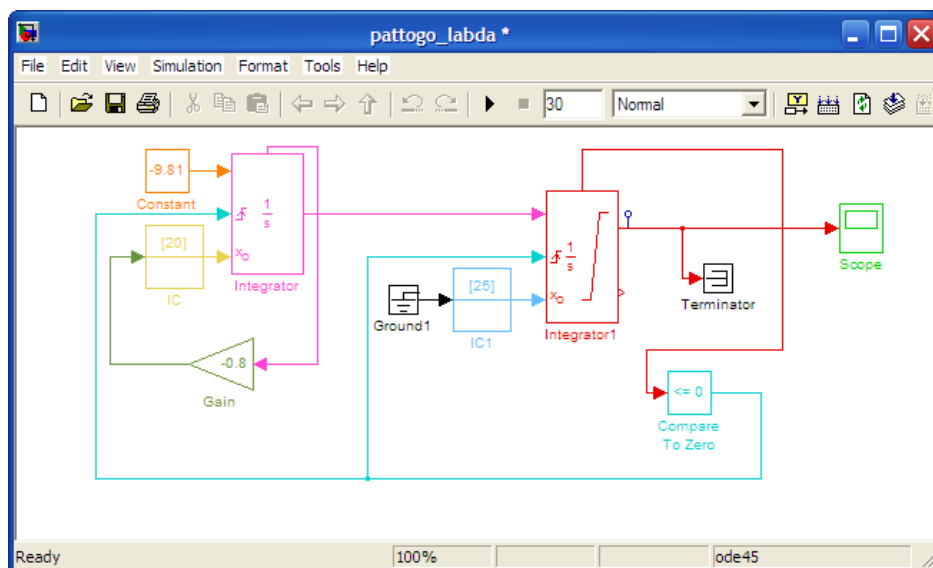 pattogo_labda *
File Edit View Simulation Format Tools Help
30 Normal
-9.81
Constant
1
s
x₀
Integrator
[20]
IC
-0.8
Gain
Ground1
[25]
IC1
1
s
x₀
Integrator1
Scope
Terminator
<= 0
Compare
To Zero
Ready 100% ode45